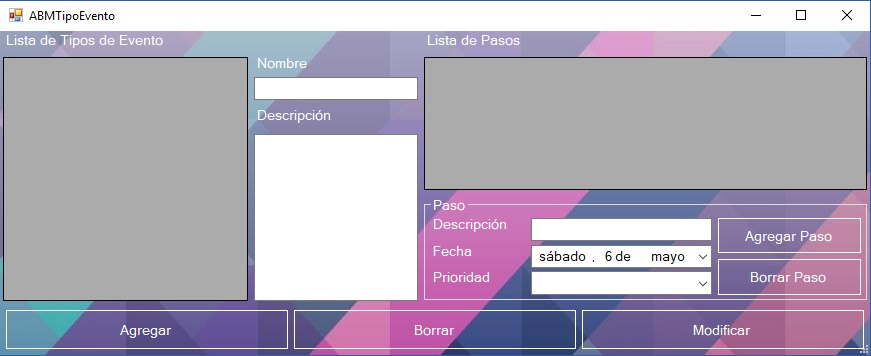 ABMTipoEvento
Lista de Tipos de Evento
Nombre
Descripción
Lista de Pasos
Paso
Descripción
Fecha
sábado , 6 de mayo
Prioridad
Agregar Paso
Borrar Paso
Agregar
Borrar
Modificar